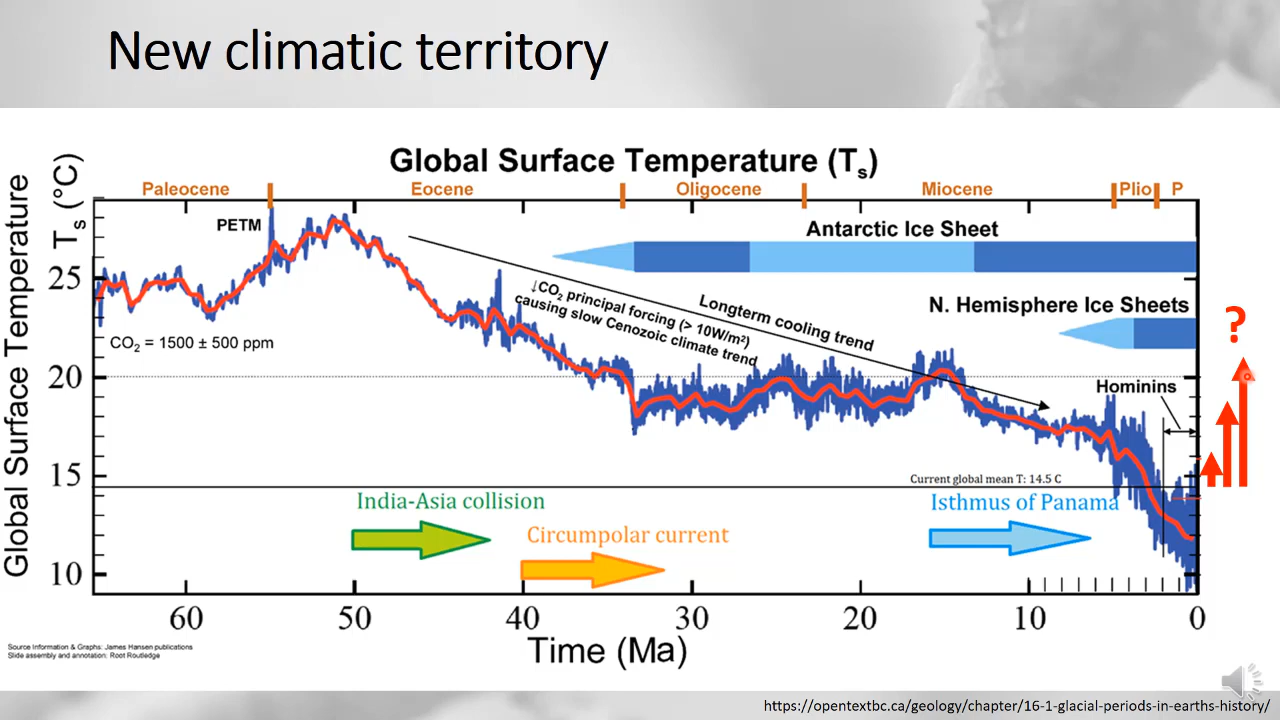 New climatic territory
Global Surface Temperature (Ts)
Paleocene
Eocene
Oligocene
Miocene
Plio
P
Global Surface Temperature
Ts (°C)
PETM
Antarctic Ice Sheet
N. Hemisphere Ice Sheets
?
Longterm cooling trend
↓CO2 principal forcing (> 10W/m²)
causing slow Cenozoic climate trend
CO2 = 1500 ± 500 ppm
Hominins
25
20
15
10
Current global mean T: 14.5 C
India-Asia collision
Circumpolar current
Isthmus of Panama
60
50
40
30
20
10
0
Time (Ma)
Source Information & Graphs: James Hansen publications
Slide assembly and annotation: Root Routledge
https://opentextbc.ca/geology/chapter/16-1-glacial-periods-in-earths-history/